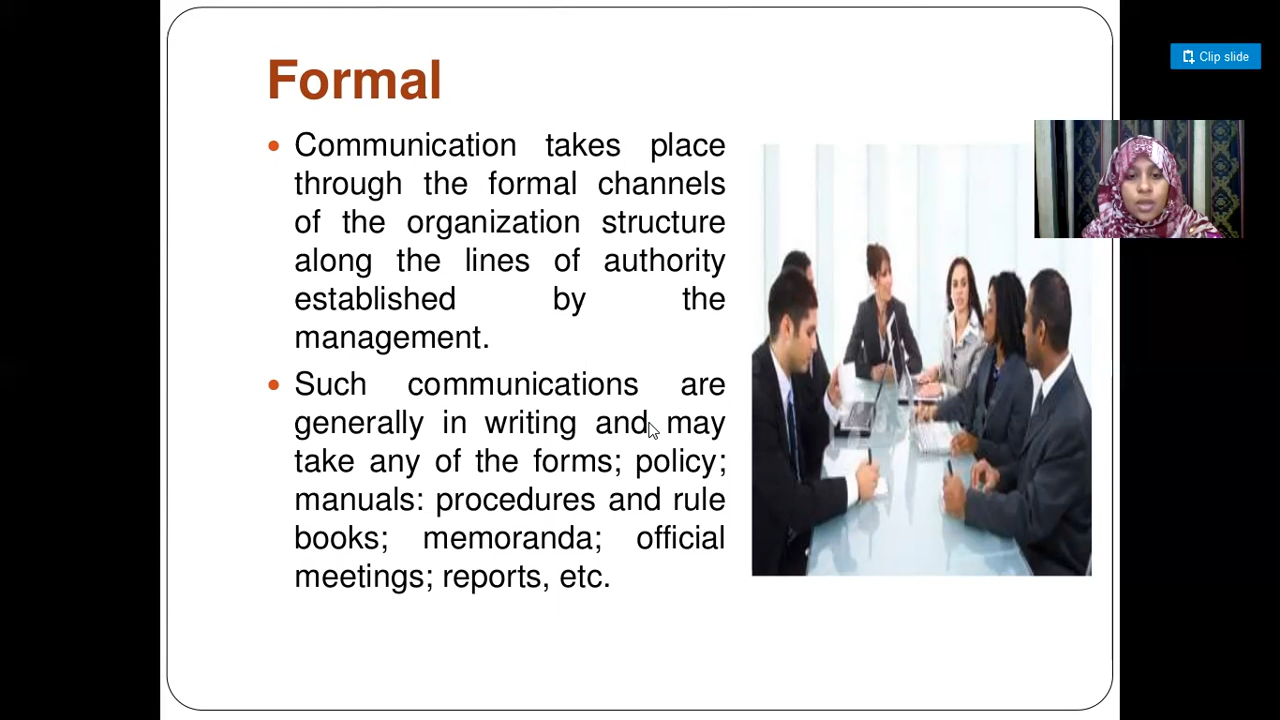 Formal
Communication takes place
through the formal channels
of the organization structure
along the lines of authority
established by the
management.
Such communications are
generally in writing and may
take any of the forms; policy;
manuals: procedures and rule
books; memoranda; official
meetings; reports, etc.
Clip slide